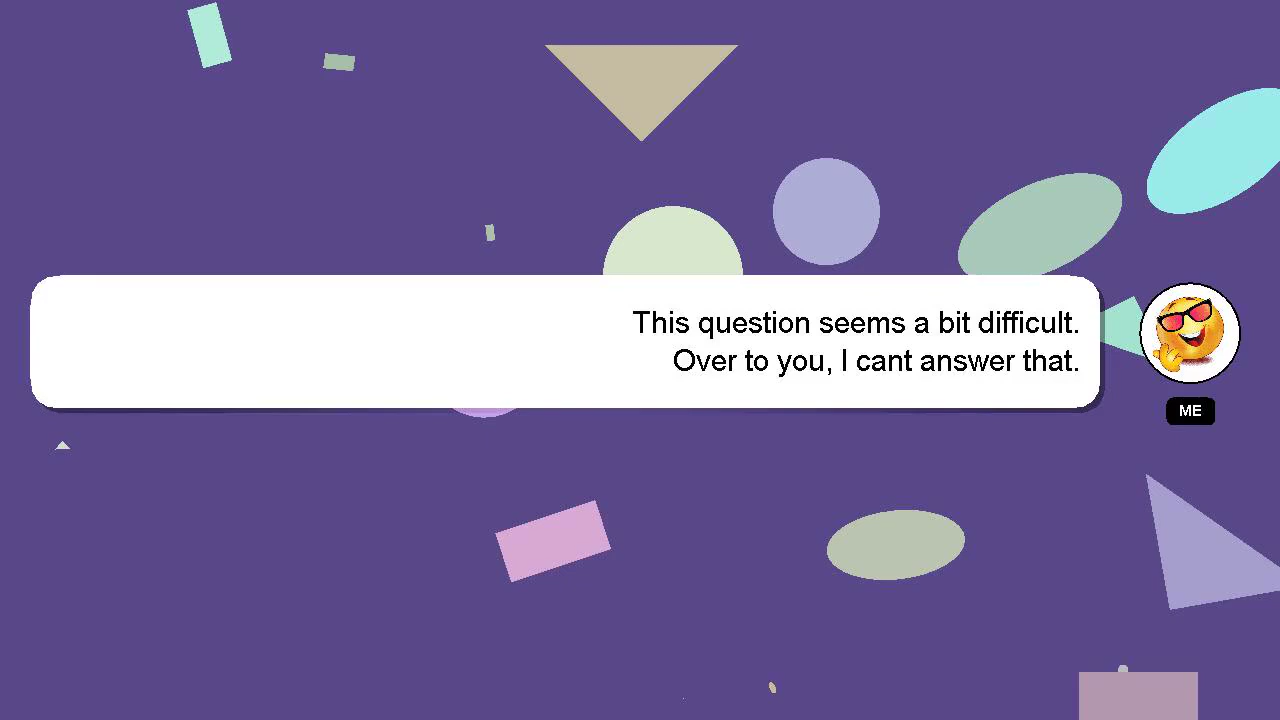 This question seems a bit difficult.
Over to you, I cant answer that.
ME